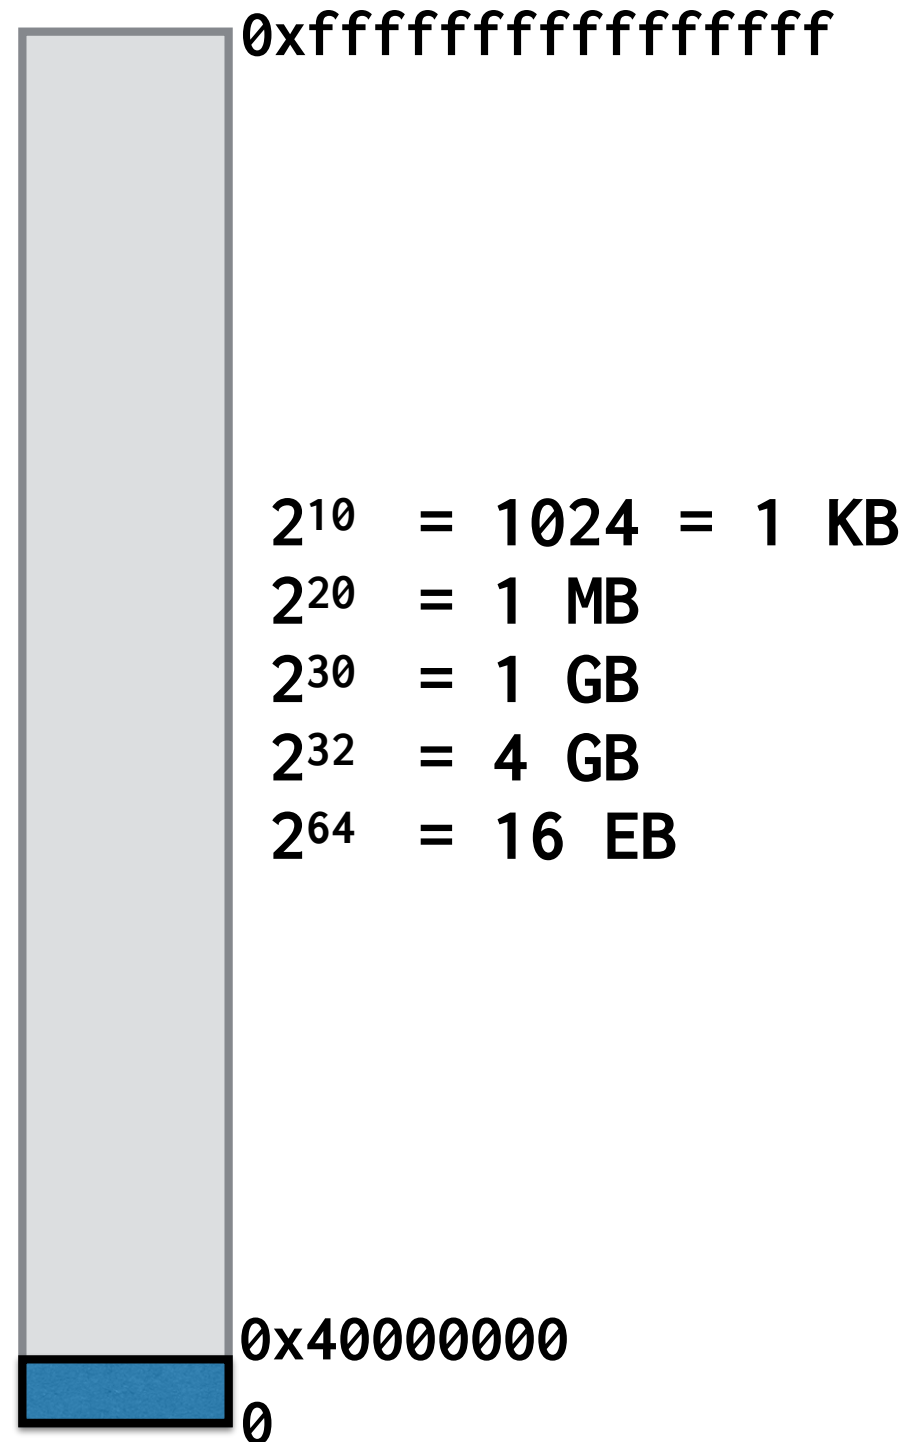 0xffffffffffffffff
2¹⁰ = 1024 = 1 KB
2²⁰ = 1 MB
2³⁰ = 1 GB
2³² = 4 GB
2⁶⁴ = 16 EB
0x40000000
0